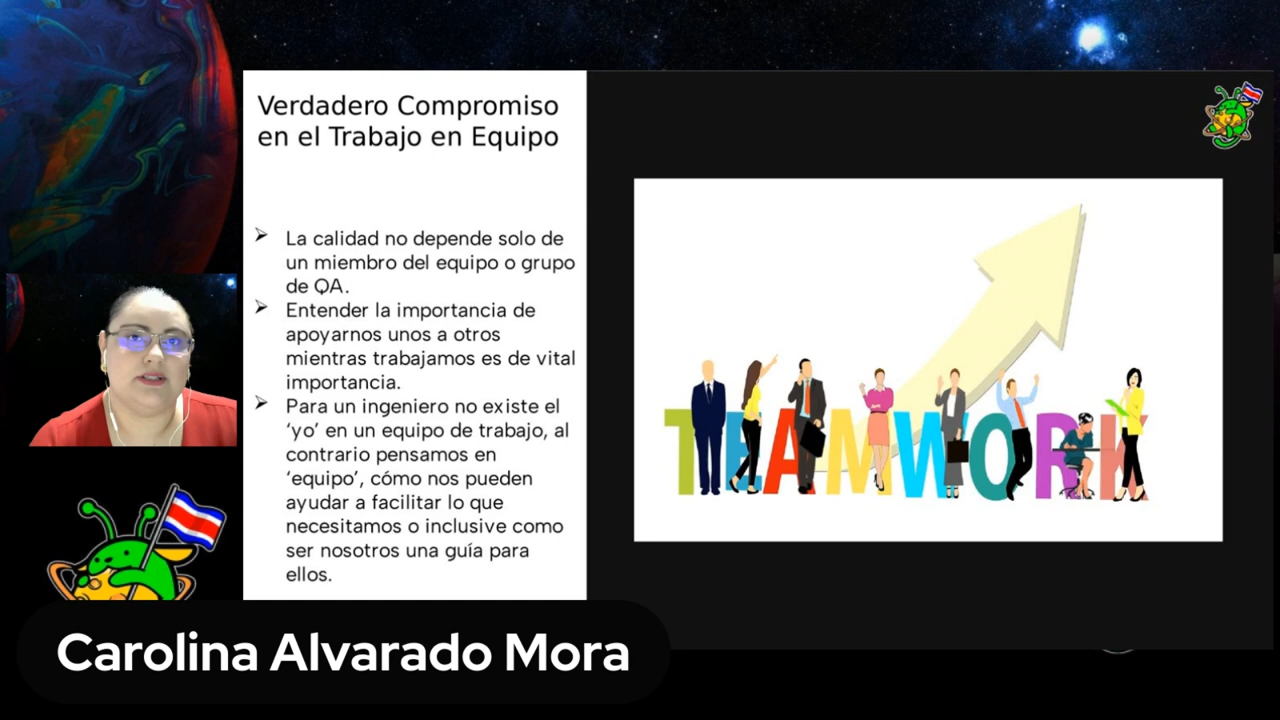 Verdadero Compromiso
en el Trabajo en Equipo
La calidad no depende solo de
un miembro del equipo o grupo
de QA.
Entender la importancia de
apoyarnos unos a otros
mientras trabajamos es de vital
importancia.
Para un ingeniero no existe el
‘yo’ en un equipo de trabajo, al
contrario pensamos en
‘equipo’, cómo nos pueden
ayudar a facilitar lo que
necesitamos o inclusive como
ser nosotros una guía para
ellos.
TEAMWORK
Carolina Alvarado Mora